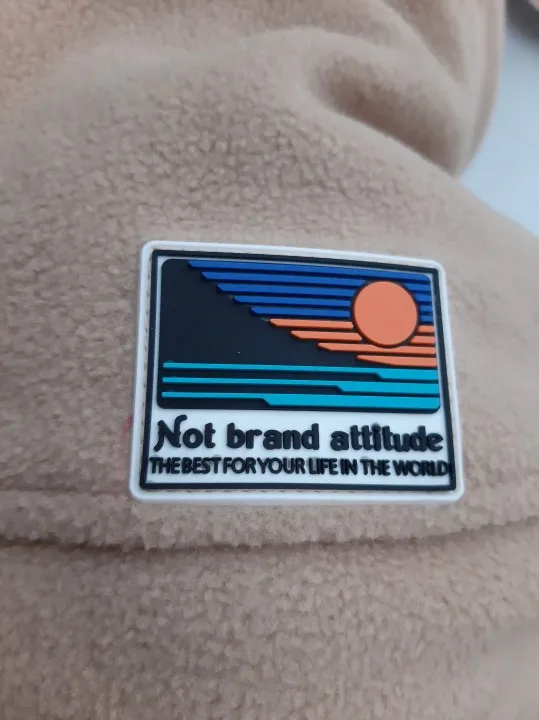 Not brand attitude
THE BEST FOR YOUR LIFE IN THE WORLD